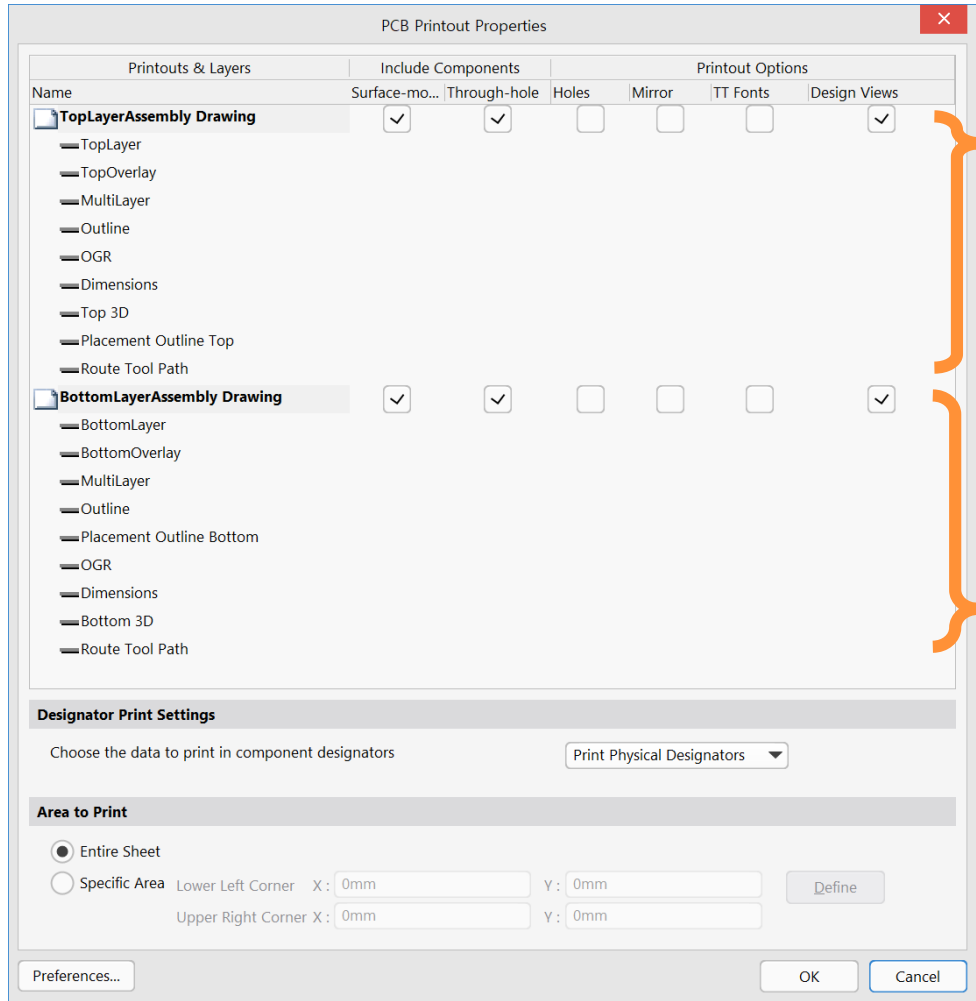 PCB Printout Properties
Printouts & Layers Include Components Printout Options
Name Surface-mo... Through-hole Holes Mirror TT Fonts Design Views
TopLayerAssembly Drawing
TopLayer
TopOverlay
MultiLayer
Outline
OGR
Dimensions
Top 3D
Placement Outline Top
Route Tool Path
BottomLayerAssembly Drawing
BottomLayer
BottomOverlay
MultiLayer
Outline
Placement Outline Bottom
OGR
Dimensions
Bottom 3D
Route Tool Path
Designator Print Settings
Choose the data to print in component designators Print Physical Designators
Area to Print
Entire Sheet
Specific Area Lower Left Corner X : 0mm Y : 0mm Define
Upper Right Corner X : 0mm Y : 0mm
Preferences... OK Cancel